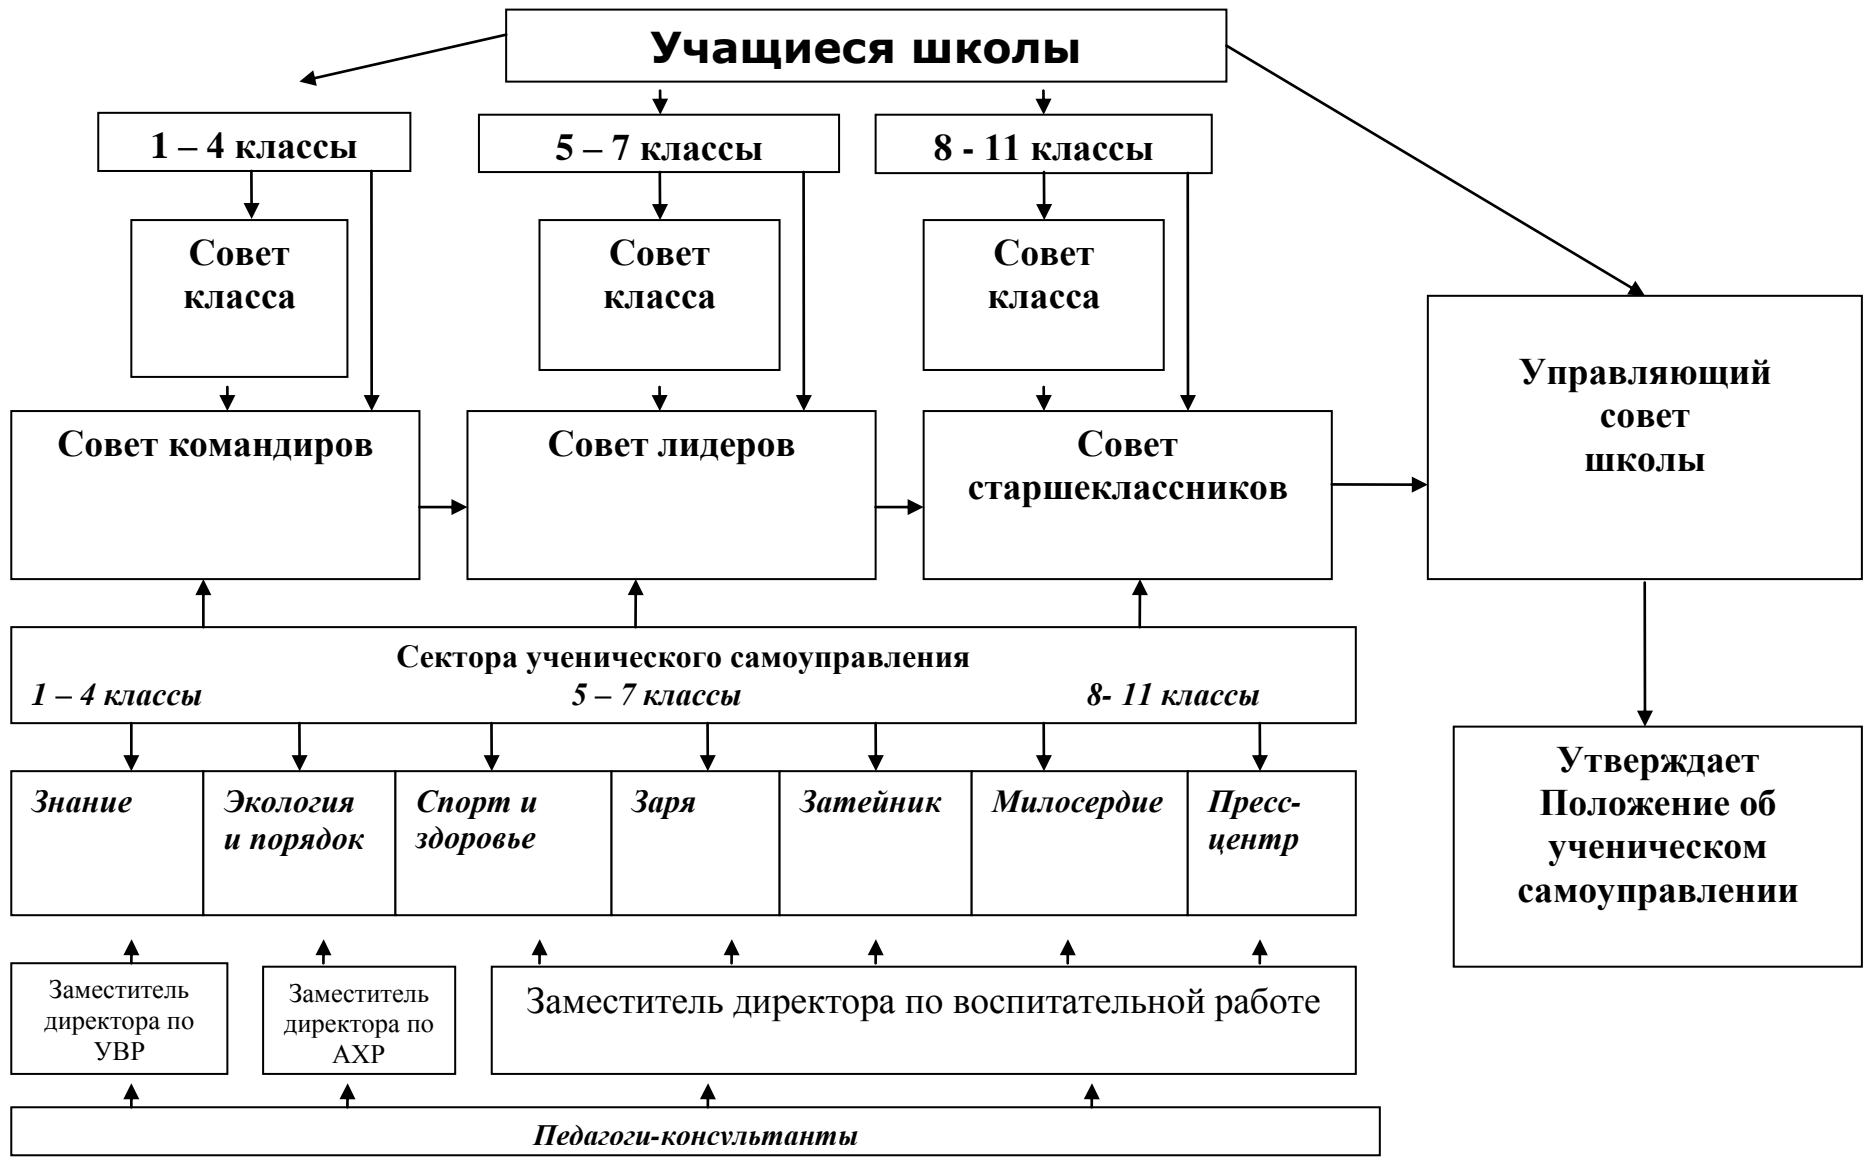 Учащиеся школы
1 – 4 классы
5 – 7 классы
8 - 11 классы
Совет
класса
Совет
класса
Совет
класса
Управляющий
совет
школы
Совет командиров
Совет лидеров
Совет
старшеклассников
Сектора ученического самоуправления
1 – 4 классы
5 – 7 классы
8- 11 классы
Знание
Экология
и порядок
Спорт и
здоровье
Заря
Затейник
Милосердие
Пресс-
центр
Утверждает
Положение об
ученическом
самоуправлении
Заместитель
директора по
УВР
Заместитель
директора по
АХР
Заместитель директора по воспитательной работе
Педагоги-консультанты